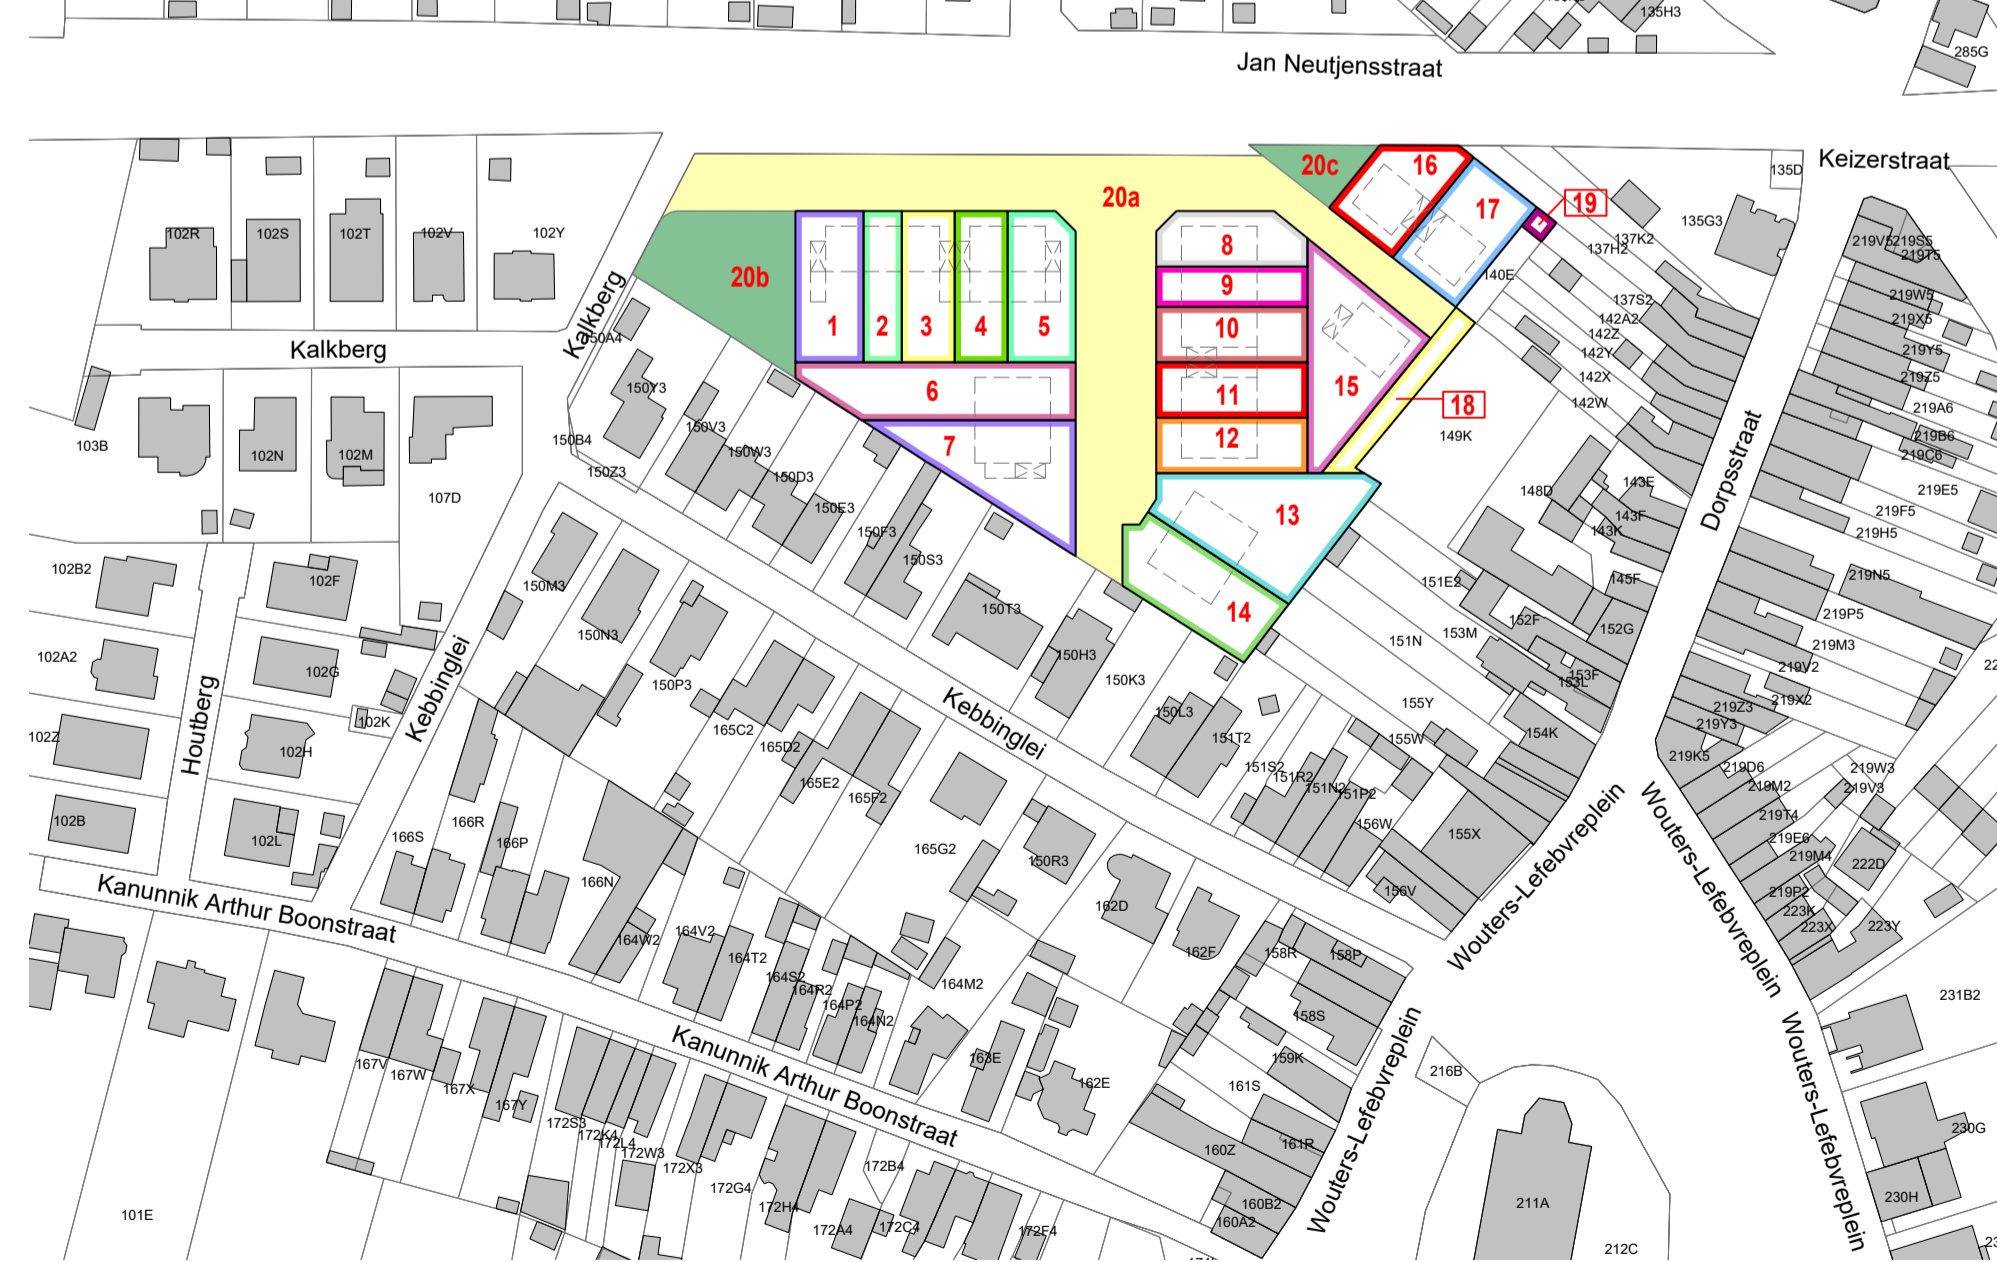 135H3
285G
Jan Neutjensstraat
Keizerstraat
135D
20c
16
20a
17
19
102R
102S
102T
102V
102Y
135G3
137K2
137H2
219V5
219S5
219T5
8
20b
9
140E
219W5
137S2
219X5
Kalkberg
1
2
3
4
5
10
142A2
142Z
Kalkberg
150A4
142Y
219Y5
150Y3
6
11
15
142X
219Z5
18
142W
219A6
103B
102N
102M
150B4
150V3
150W3
7
12
149K
219B6
219C6
150Z3
150D3
107D
148D
143E
Dorpsstraat
219E5
150E3
13
143F
219F5
150F3
143K
219H5
102B2
102F
150M3
150S3
151E2
145F
219N5
150T3
14
152F
152G
219P5
150N3
153M
151N
219M3
102A2
150H3
102G
150P3
150K3
153F
153L
219V2
Kebbinglei
Houtberg
219X2
155Y
219Z3
102K
Kebbinglei
150L3
219Y3
102Z
165C2
151T2
155W
154K
102H
165D2
219K5
151S2
219D6
219W3
165E2
151R2
219M2
219V3
165F2
151N2
151P2
219T4
102B
166S
166R
166P
156W
155X
Wouters-Lefebvreplein
Wouters-Lefebvreplein
102L
165G2
150R3
219E6
219M4
222D
166N
156V
219P2
Kanunnik Arthur Boonstraat
162D
223K
223X
223Y
164W2
164V2
164T2
162F
158R
158P
164S2
164R2
164M2
231B2
164P2
164N2
158S
Kanunnik Arthur Boonstraat
167V
167W
167X
163E
162E
159K
161S
216B
Wouters-Lefebvreplein
Wouters-Lefebvreplein
167Y
172S3
172K4
172L4
172W3
172X3
161R
160Z
230G
172B4
172G4
101E
172H4
172A4
172C4
172F4
160B2
160A2
211A
230H
212C